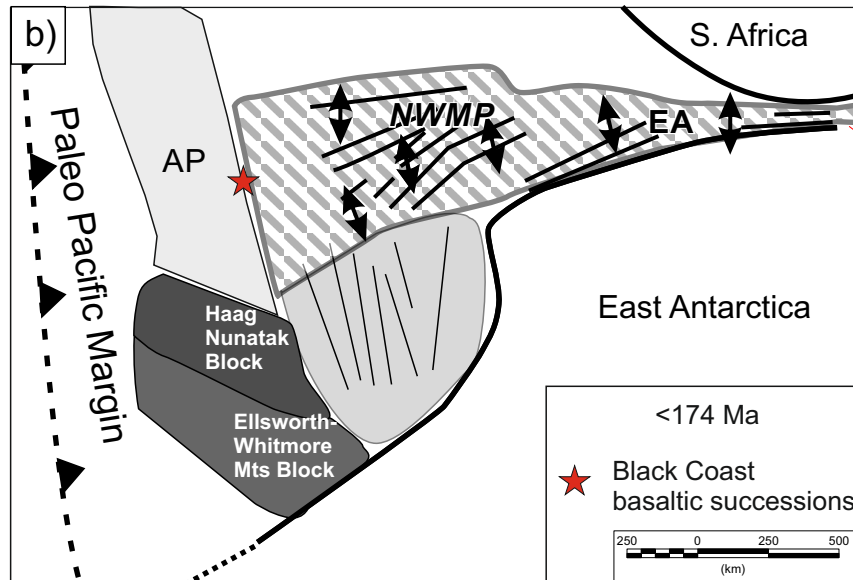 b)
S. Africa
NWMP
EA
AP
Paleo Pacific Margin
East Antarctica
Haag
Nunatak
Block
Ellsworth-
Whitmore
Mts Block
<174 Ma
Black Coast
basaltic successions
250 0 250 500
(km)